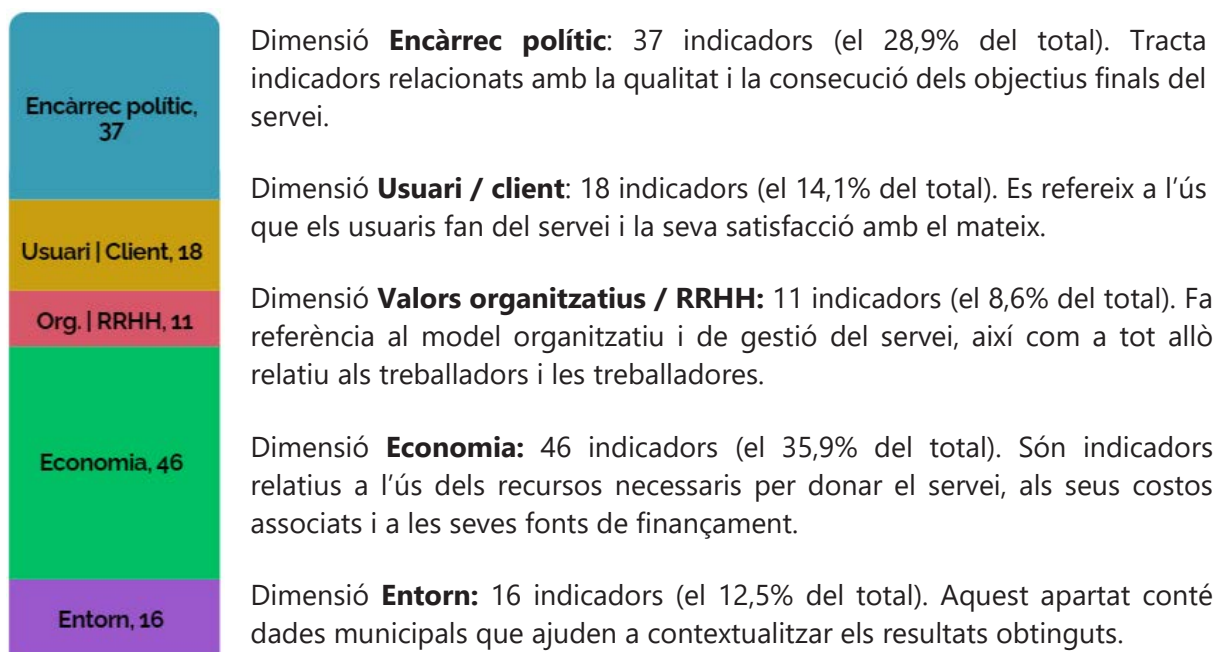 Encàrrec polític,
37
Usuari | Client, 18
Org. | RRHH, 11
Economia, 46
Entorn, 16
Dimensió Encàrrec polític: 37 indicadors (el 28,9% del total). Tracta
indicadors relacionats amb la qualitat i la consecució dels objectius finals del
servei.
Dimensió Usuari / client: 18 indicadors (el 14,1% del total). Es refereix a l’ús
que els usuaris fan del servei i la seva satisfacció amb el mateix.
Dimensió Valors organitzatius / RRHH: 11 indicadors (el 8,6% del total). Fa
referència al model organitzatiu i de gestió del servei, així com a tot allò
relatiu als treballadors i les treballadores.
Dimensió Economia: 46 indicadors (el 35,9% del total). Són indicadors
relatius a l’ús dels recursos necessaris per donar el servei, als seus costos
associats i a les seves fonts de finançament.
Dimensió Entorn: 16 indicadors (el 12,5% del total). Aquest apartat conté
dades municipals que ajuden a contextualitzar els resultats obtinguts.